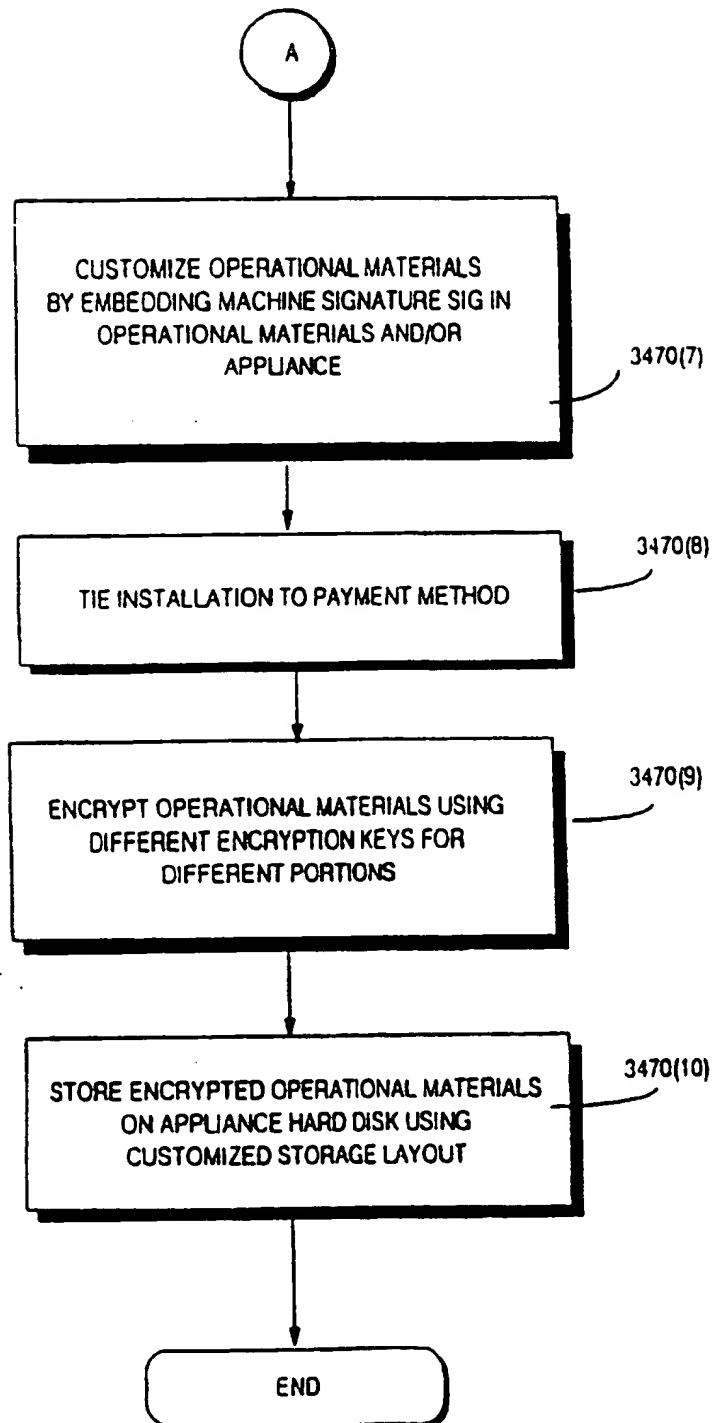 A
CUSTOMIZE OPERATIONAL MATERIALS
BY EMBEDDING MACHINE SIGNATURE SIG IN
OPERATIONAL MATERIALS AND/OR
APPLIANCE
3470(7)
3470(8)
TIE INSTALLATION TO PAYMENT METHOD
3470(9)
ENCRYPT OPERATIONAL MATERIALS USING
DIFFERENT ENCRYPTION KEYS FOR
DIFFERENT PORTIONS
3470(10)
STORE ENCRYPTED OPERATIONAL MATERIALS
ON APPLIANCE HARD DISK USING
CUSTOMIZED STORAGE LAYOUT
END